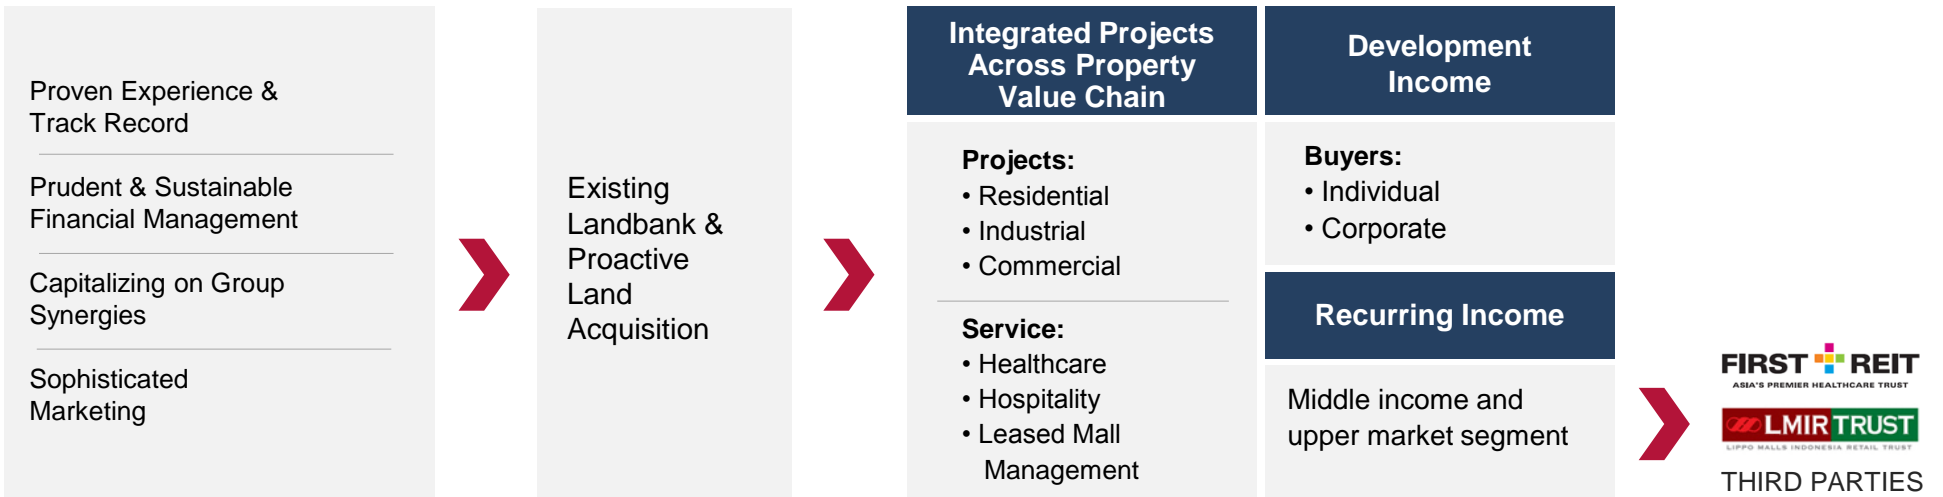 Proven Experience &
Track Record
Prudent & Sustainable
Financial Management
Capitalizing on Group
Synergies
Sophisticated
Marketing
Existing
Landbank &
Proactive
Land
Acquisition
Integrated Projects
Across Property
Value Chain
Projects:
• Residential
• Industrial
• Commercial
Service:
• Healthcare
• Hospitality
• Leased Mall
Management
Development
Income
Buyers:
• Individual
• Corporate
Recurring Income
Middle income and
upper market segment
FIRST REIT
ASIA'S PREMIER HEALTHCARE TRUST
LMIR TRUST
LIPPO MALLS INDONESIA RETAIL TRUST
THIRD PARTIES